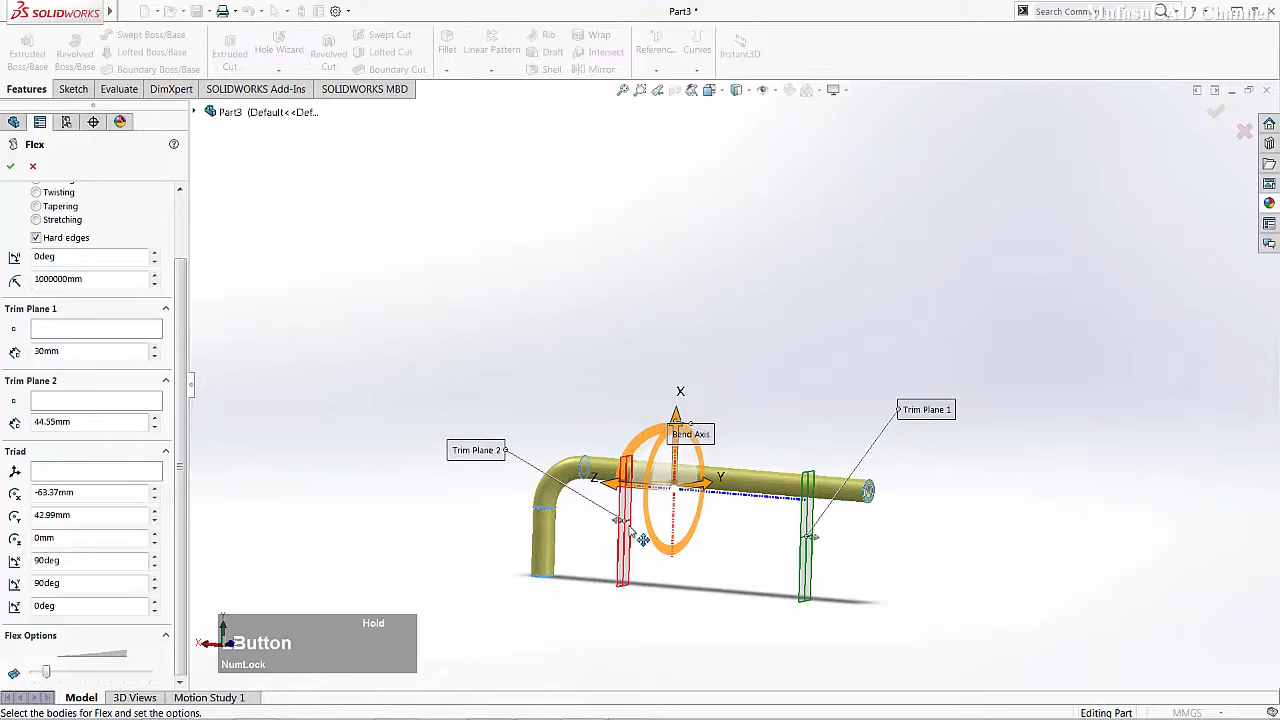 SOLIDWORKS
Part3 *
Search Comm
Extruded Boss/Base
Revolved Boss/Base
Swept Boss/Base
Lofted Boss/Base
Boundary Boss/Base
Extruded Cut
Hole Wizard
Revolved Cut
Swept Cut
Lofted Cut
Boundary Cut
Fillet
Linear Pattern
Rib
Draft
Shell
Wrap
Intersect
Mirror
Referenc...
Curves
Instant3D
Features
Sketch
Evaluate
DimXpert
SOLIDWORKS Add-Ins
SOLIDWORKS MBD
Part3 (Default<<Def...
Flex
Twisting
Tapering
Stretching
Hard edges
0deg
1000000mm
Trim Plane 1
30mm
Trim Plane 2
44.55mm
Triad
-63.37mm
42.99mm
0mm
90deg
90deg
0deg
Flex Options
X
Bend Axis
Trim Plane 1
Trim Plane 2
Z
Y
Hold
Button
NumLock
Model
3D Views
Motion Study 1
Select the bodies for Flex and set the options.
Editing Part
MMGS